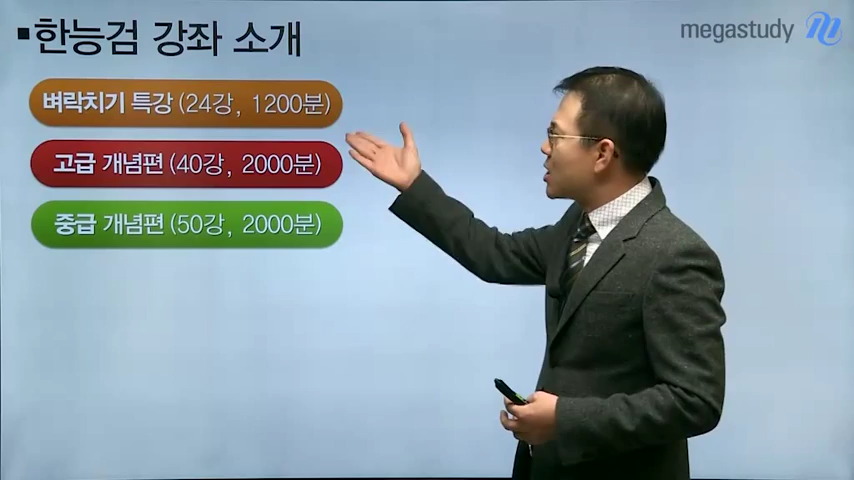 ▪한능검 강좌 소개
megastudy
벼락치기 특강 (24강, 1200분)
고급 개념편 (40강, 2000분)
중급 개념편 (50강, 2000분)